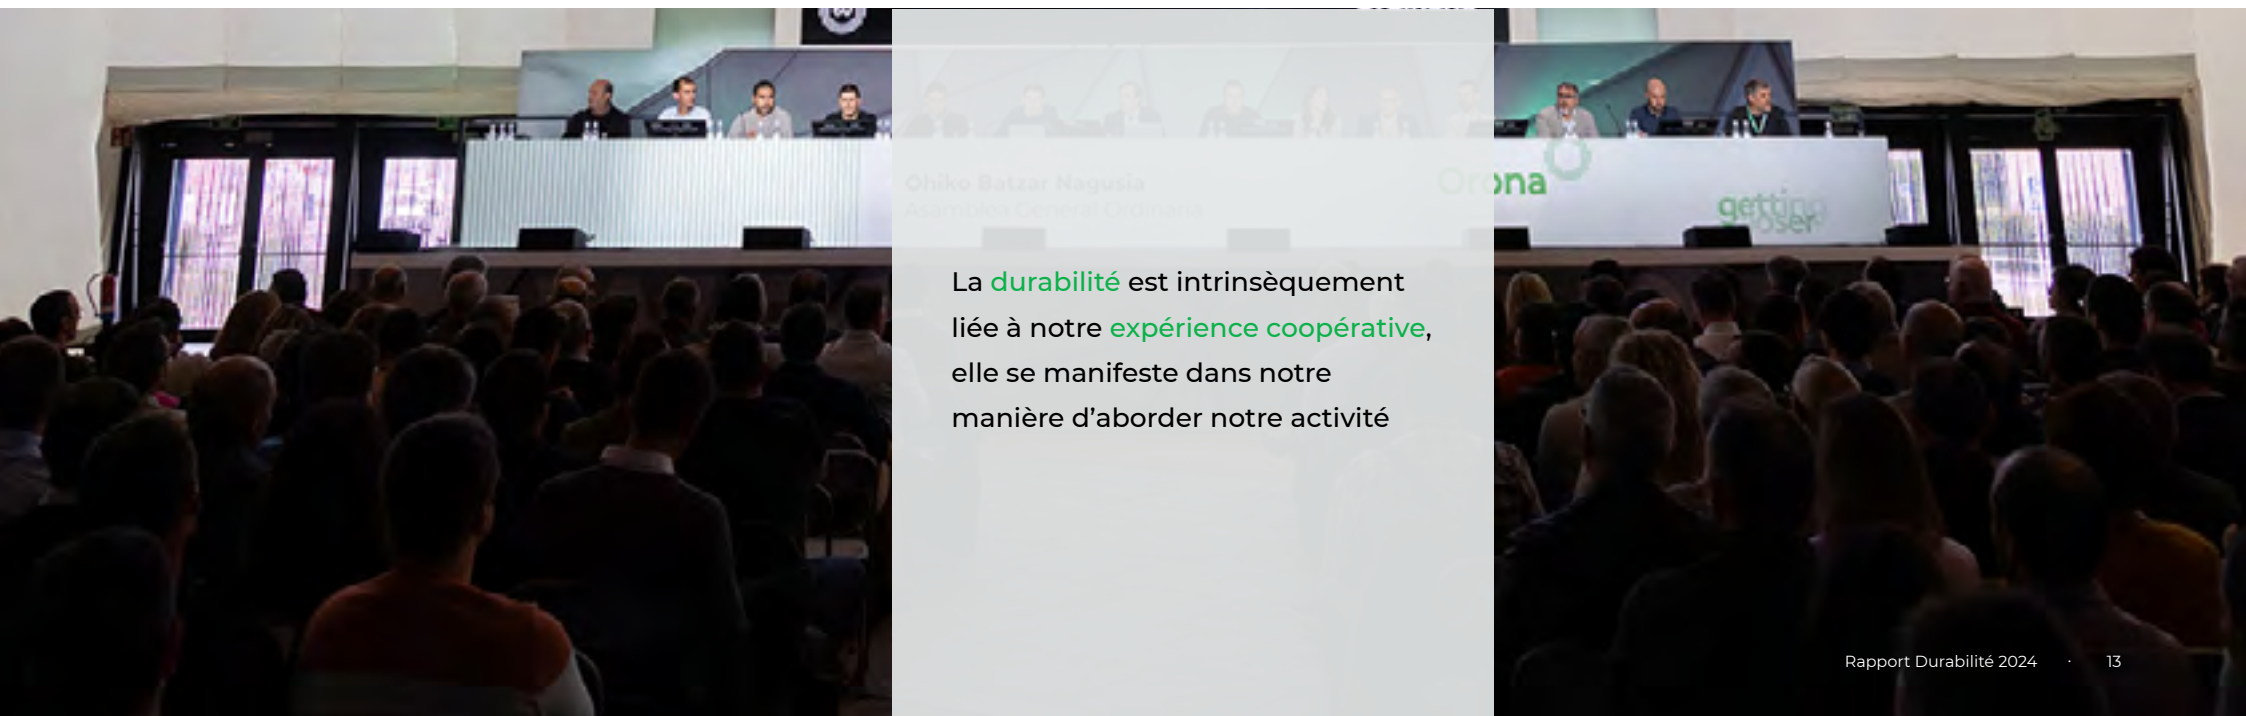 Ohiko Batzar Nagusia
Asamblea General Ordinaria
Orona
getting
closer
La durabilité est intrinsèquement
liée à notre expérience coopérative,
elle se manifeste dans notre
manière d’aborder notre activité
Rapport Durabilité 2024 · 13